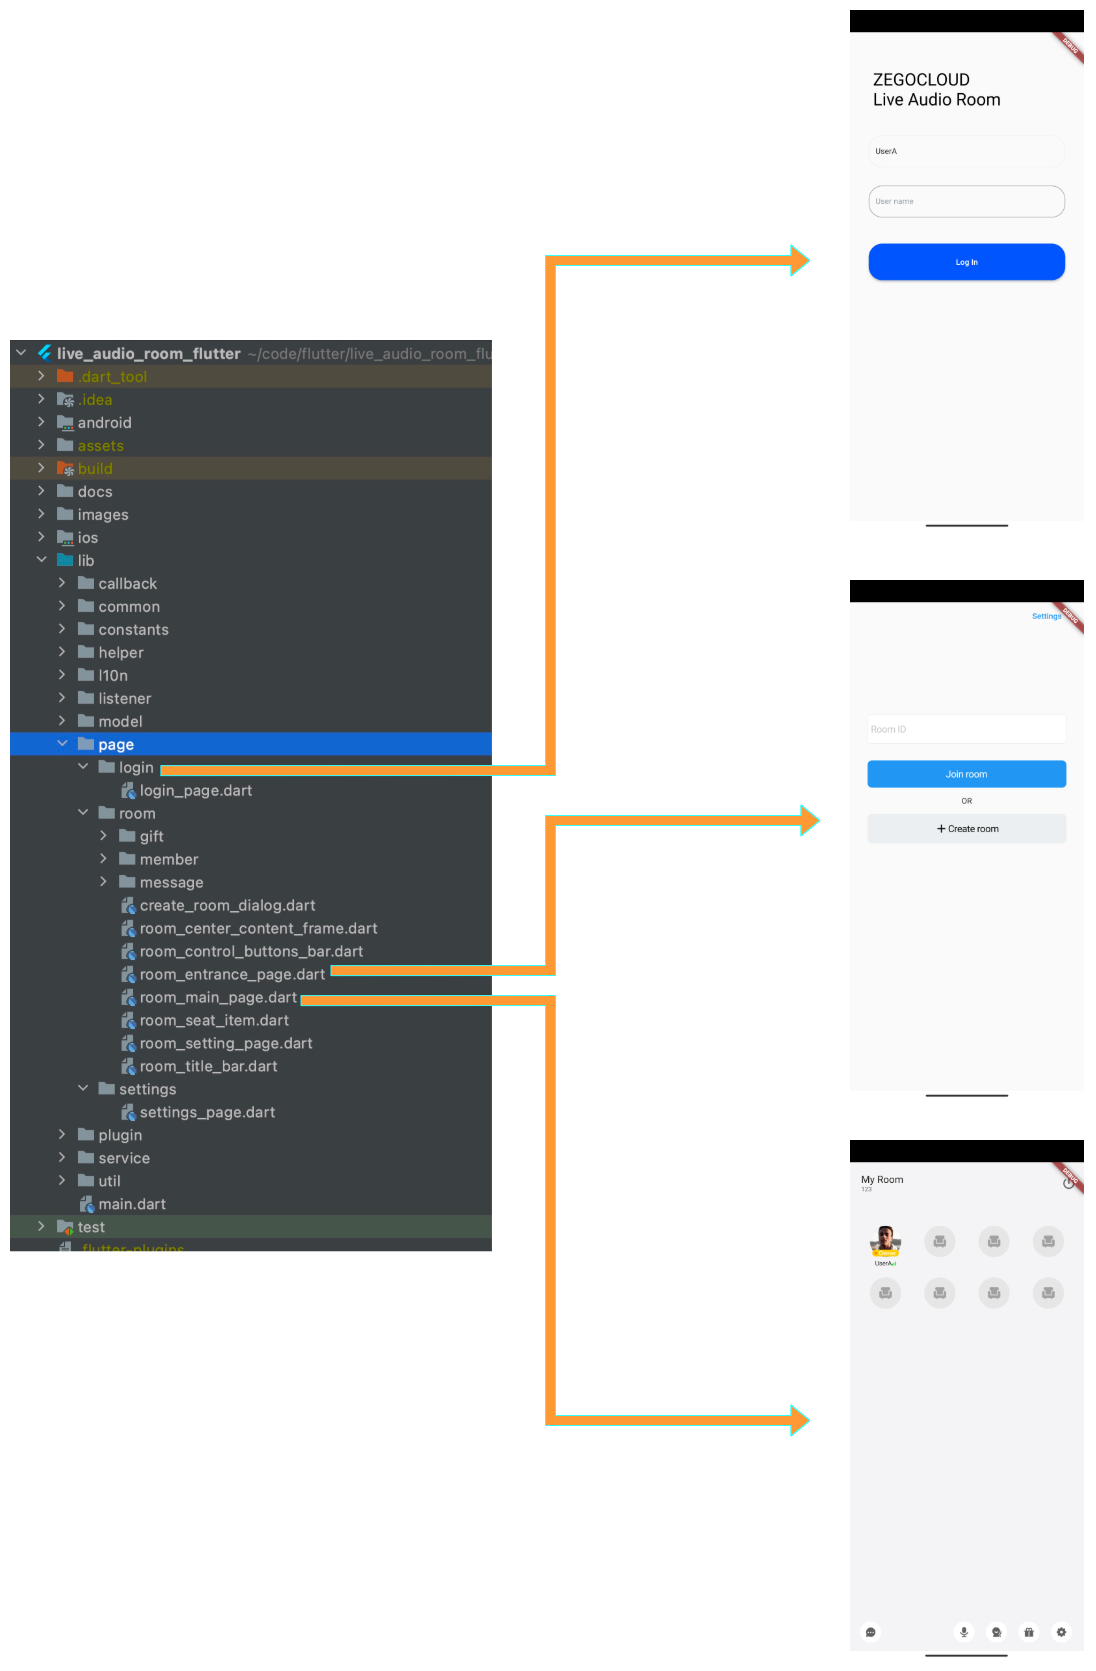 live_audio_room_flutter ~/code/flutter/live_audio_room_flu
.dart_tool
.idea
android
assets
build
docs
images
ios
lib
callback
common
constants
helper
l10n
listener
model
page
login
login_page.dart
room
gift
member
message
create_room_dialog.dart
room_center_content_frame.dart
room_control_buttons_bar.dart
room_entrance_page.dart
room_main_page.dart
room_seat_item.dart
room_setting_page.dart
room_title_bar.dart
settings
settings_page.dart
plugin
service
util
main.dart
test
.flutter-plugins
DEBUG
ZEGOCLOUD
Live Audio Room
UserA
User name
Log In
DEBUG
Settings
Room ID
Join room
OR
+ Create room
DEBUG
My Room
123
UserA